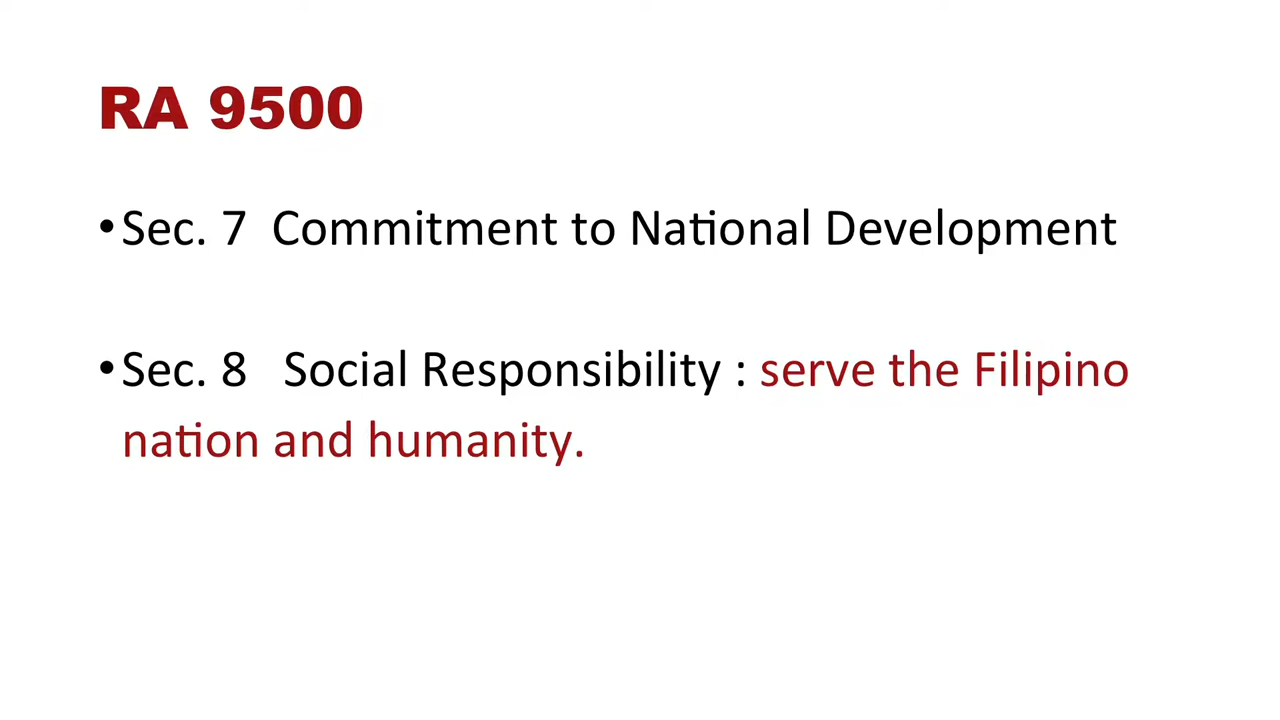 RA 9500
•Sec. 7 Commitment to National Development
•Sec. 8 Social Responsibility : serve the Filipino
nation and humanity.